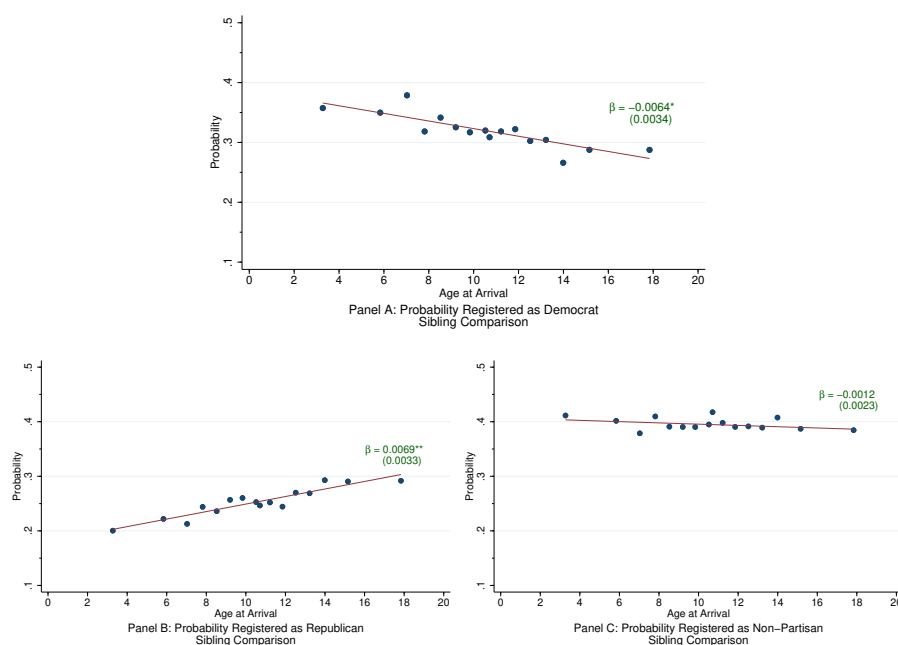 .5
.4
.3
.2
.1
Probability
β = −0.0064*
(0.0034)
0 2 4 6 8 10 12 14 16 18 20
Age at Arrival
Panel A: Probability Registered as Democrat
Sibling Comparison
.5
.4
.3
.2
.1
Probability
β = 0.0069**
(0.0033)
0 2 4 6 8 10 12 14 16 18 20
Age at Arrival
Panel B: Probability Registered as Republican
Sibling Comparison
.5
.4
.3
.2
.1
Probability
β = −0.0012
(0.0023)
0 2 4 6 8 10 12 14 16 18 20
Age at Arrival
Panel C: Probability Registered as Non−Partisan
Sibling Comparison